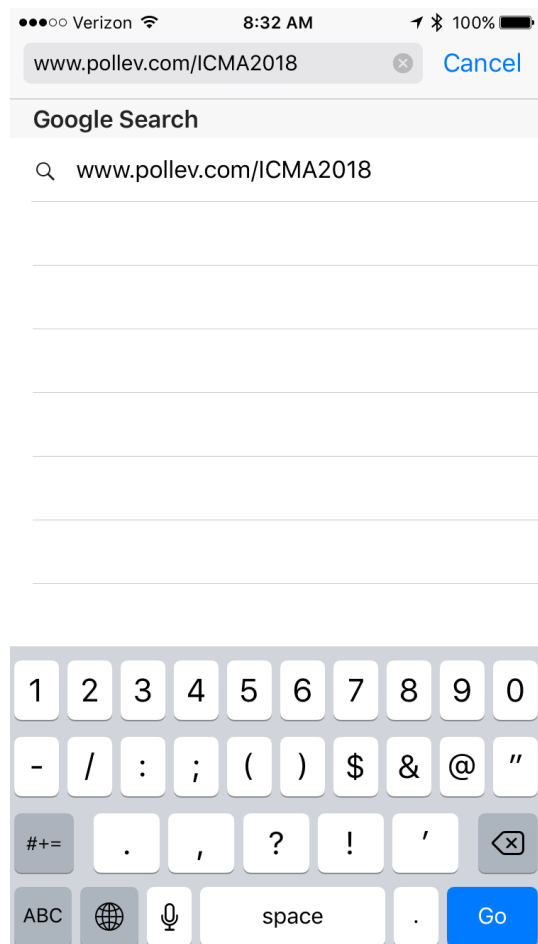 Verizon 8:32 AM 100%
www.pollev.com/ICMA2018 Cancel
Google Search
www.pollev.com/ICMA2018
1 2 3 4 5 6 7 8 9 0
- / : ; ( ) $ & @ "
#+= . , ? ! '
ABC space . Go